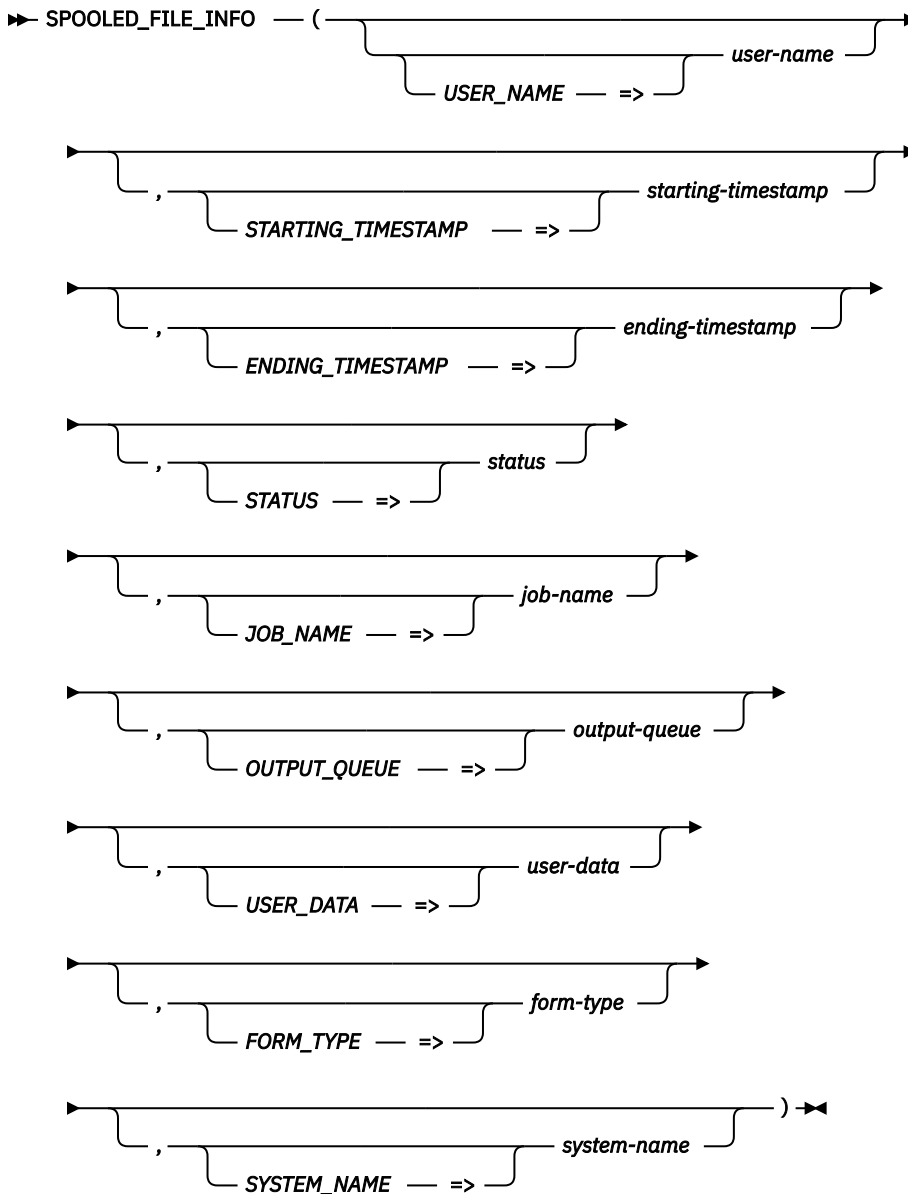 SPOOLED_FILE_INFO (
user-name
USER_NAME =>
, starting-timestamp
STARTING_TIMESTAMP =>
, ending-timestamp
ENDING_TIMESTAMP =>
, status
STATUS =>
, job-name
JOB_NAME =>
, output-queue
OUTPUT_QUEUE =>
, user-data
USER_DATA =>
, form-type
FORM_TYPE =>
)
, system-name
SYSTEM_NAME =>